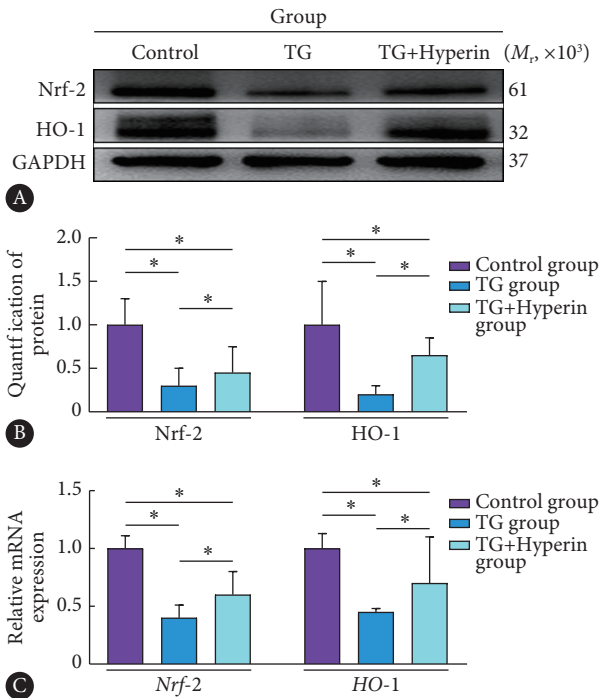 Group
Control TG TG+Hyperin (Mr, ×10³)
Nrf-2 61
HO-1 32
GAPDH 37
A
2.0
1.5
1.0
0.5
0
Quantf ication of
protein
* * * * * *
Control group
TG group
TG+Hyperin
group
Nrf-2 HO-1
B
1.5
1.0
0.5
0
Relative mRNA
expression
* * * * * *
Control group
TG group
TG+Hyperin
group
Nrf-2 HO-1
C